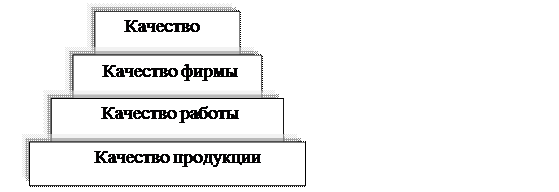 Качество
Качество фирмы
Качество работы
Качество продукции